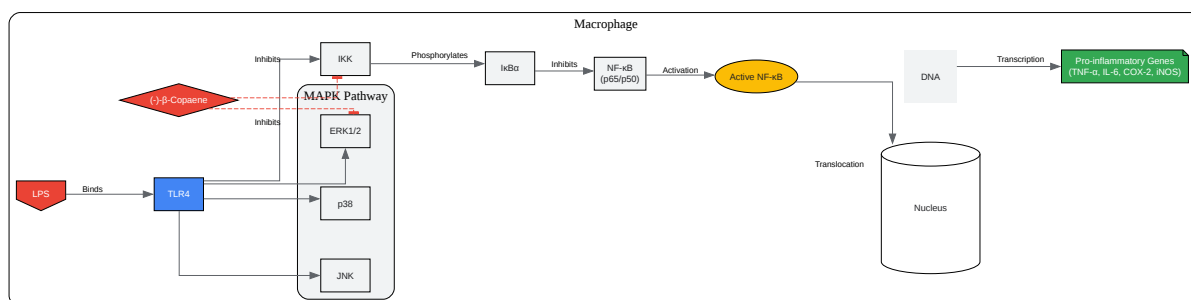 Macrophage
Inhibits
IKK
Phosphorylates
IκBα
Inhibits
NF-κB
(p65/p50)
Activation
Active NF-κB
DNA
Transcription
Pro-inflammatory Genes
(TNF-α, IL-6, COX-2, iNOS)
(-)-β-Copaene
MAPK Pathway
Inhibits
ERK1/2
Translocation
LPS
Binds
TLR4
p38
Nucleus
JNK